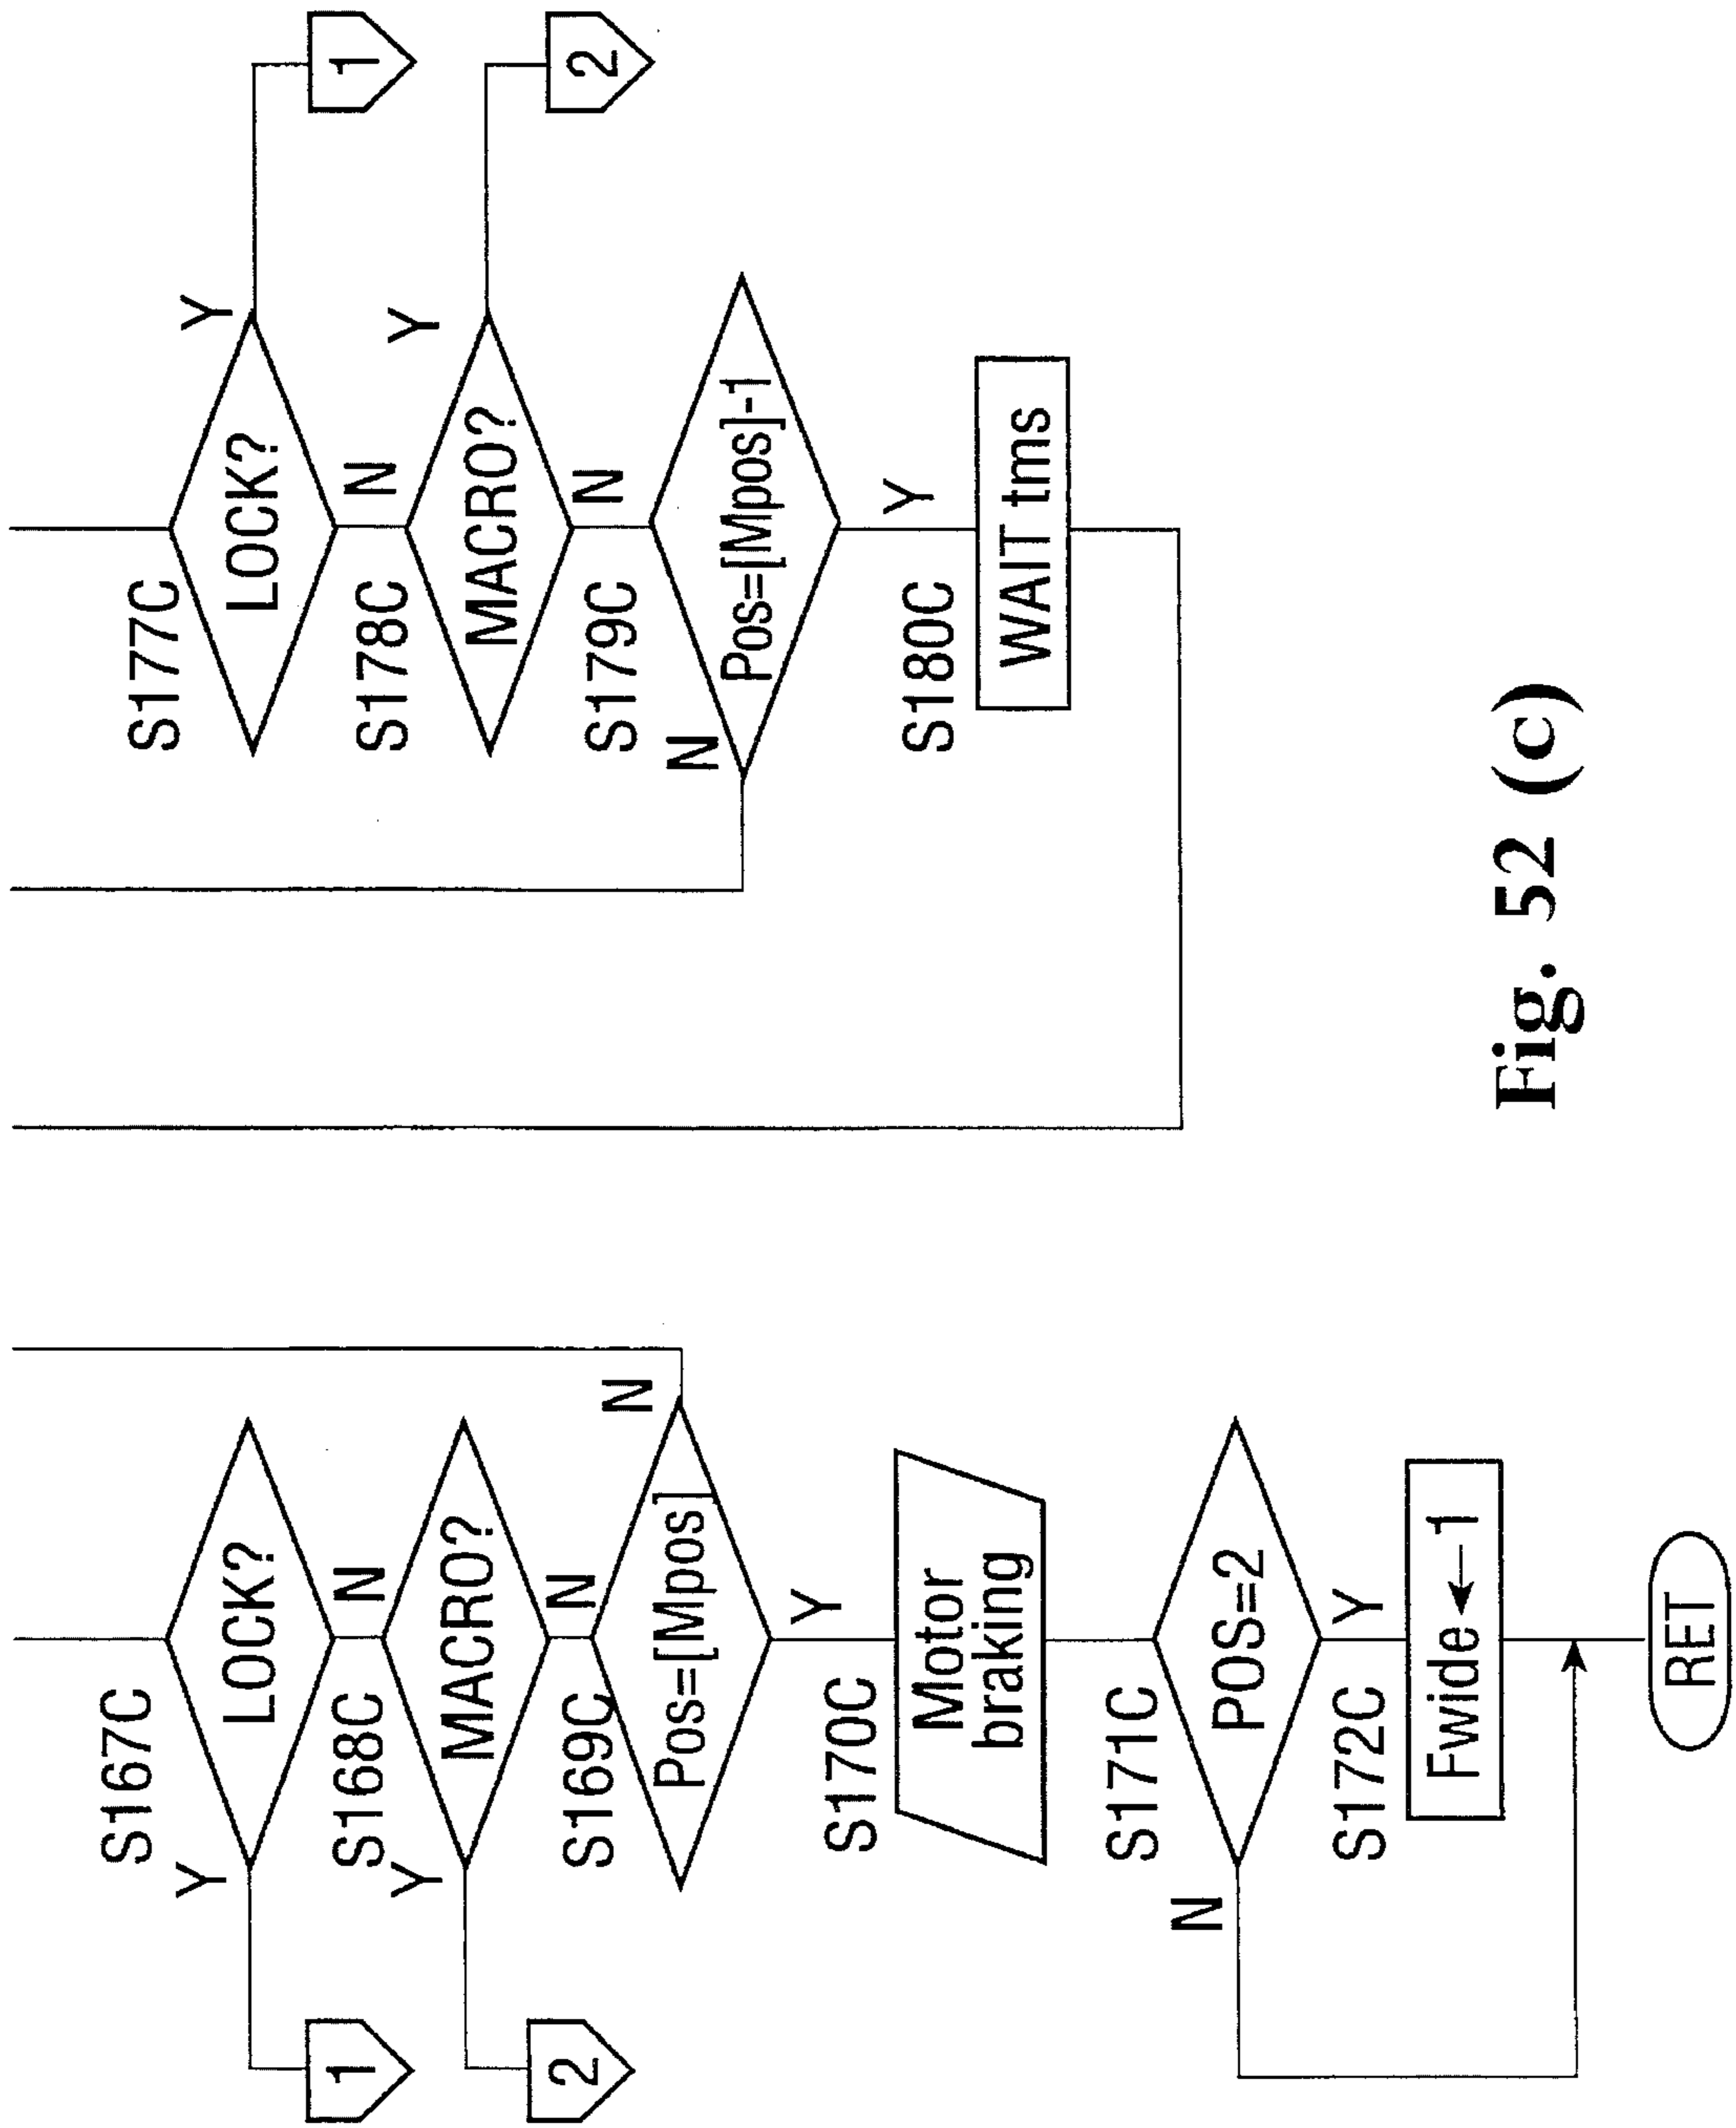 S167C
LOCK?
Y
1
N
S168C
MACRO?
Y
2
N
S169C
Pos=[Mpos]
N
Y
S170C
Motor
braking
S171C
POS=2
N
Y
S172C
Fwide ← 1
RET
S177C
LOCK?
Y
1
N
S178C
MACRO?
Y
2
N
S179C
Pos=[Mpos]-1
N
Y
S180C
WAIT tms
Fig. 52 (c)